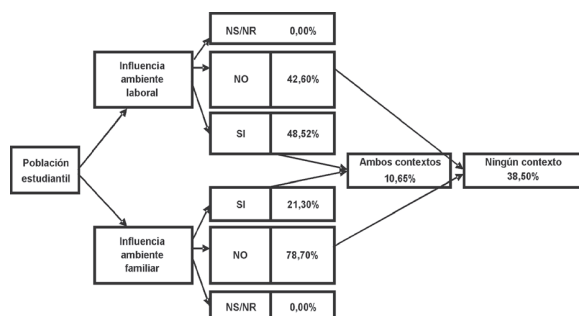 NS/NR 0,00%
Influencia
ambiente
laboral
NO 42,60%
SI 48,52%
Población
estudiantil
Ambos contextos
10,65%
Ningún contexto
38,50%
SI 21,30%
Influencia
ambiente
familiar
NO 78,70%
NS/NR 0,00%